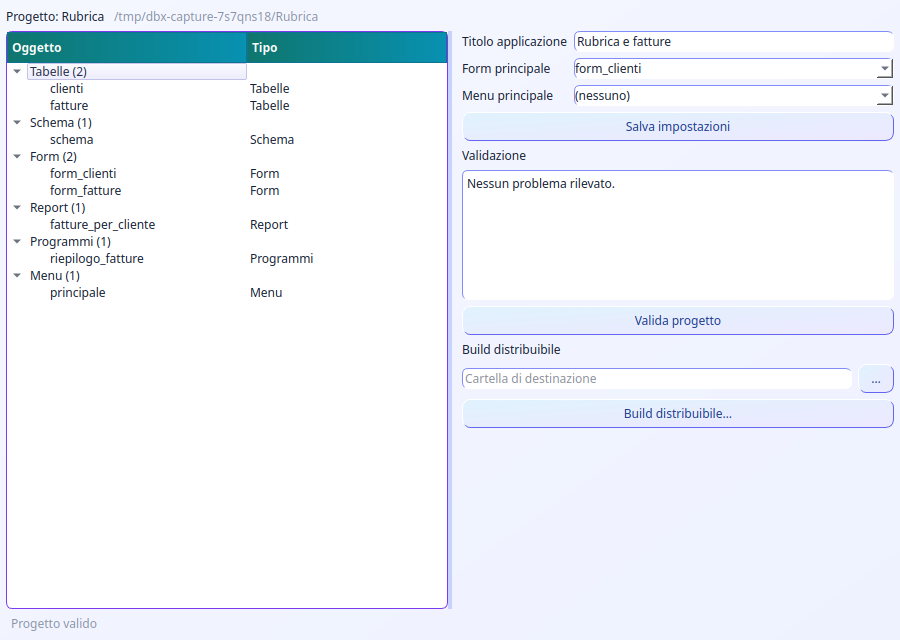 Progetto: Rubrica /tmp/dbx-capture-7s7qns18/Rubrica
Oggetto Tipo
Tabelle (2)
clienti Tabelle
fatture Tabelle
Schema (1)
schema Schema
Form (2)
form_clienti Form
form_fatture Form
Report (1)
fatture_per_cliente Report
Programmi (1)
riepilogo_fatture Programmi
Menu (1)
principale Menu
Titolo applicazione Rubrica e fatture
Form principale form_clienti
Menu principale (nessuno)
Salva impostazioni
Validazione
Nessun problema rilevato.
Valida progetto
Build distribuibile
Cartella di destinazione ...
Build distribuibile...
Progetto valido